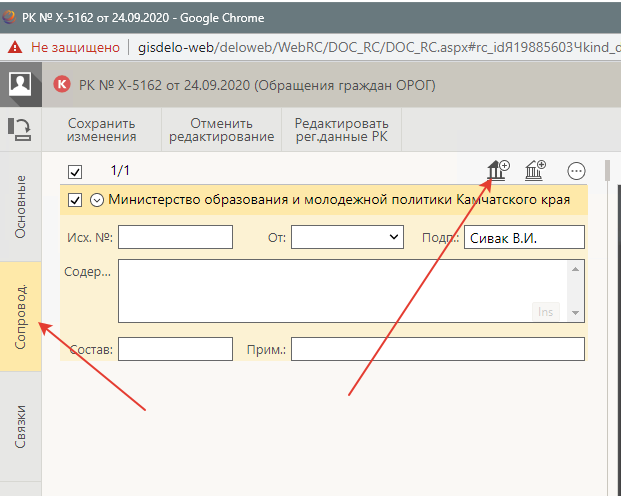 РК № Х-5162 от 24.09.2020 - Google Chrome
Не защищено gisdelo-web/deloweb/WebRC/DOC_RC/DOC_RC.aspx#rc_idЯ19885603Чkind_d
К РК № Х-5162 от 24.09.2020 (Обращения граждан ОРОГ)
Сохранить изменения
Отменить редактирование
Редактировать рег.данные РК
Основные
Сопровод.
Связки
1/1
Министерство образования и молодежной политики Камчатского края
Исх. №: От: Подп.: Сивак В.И.
Содер...
Ins
Состав: Прим.: